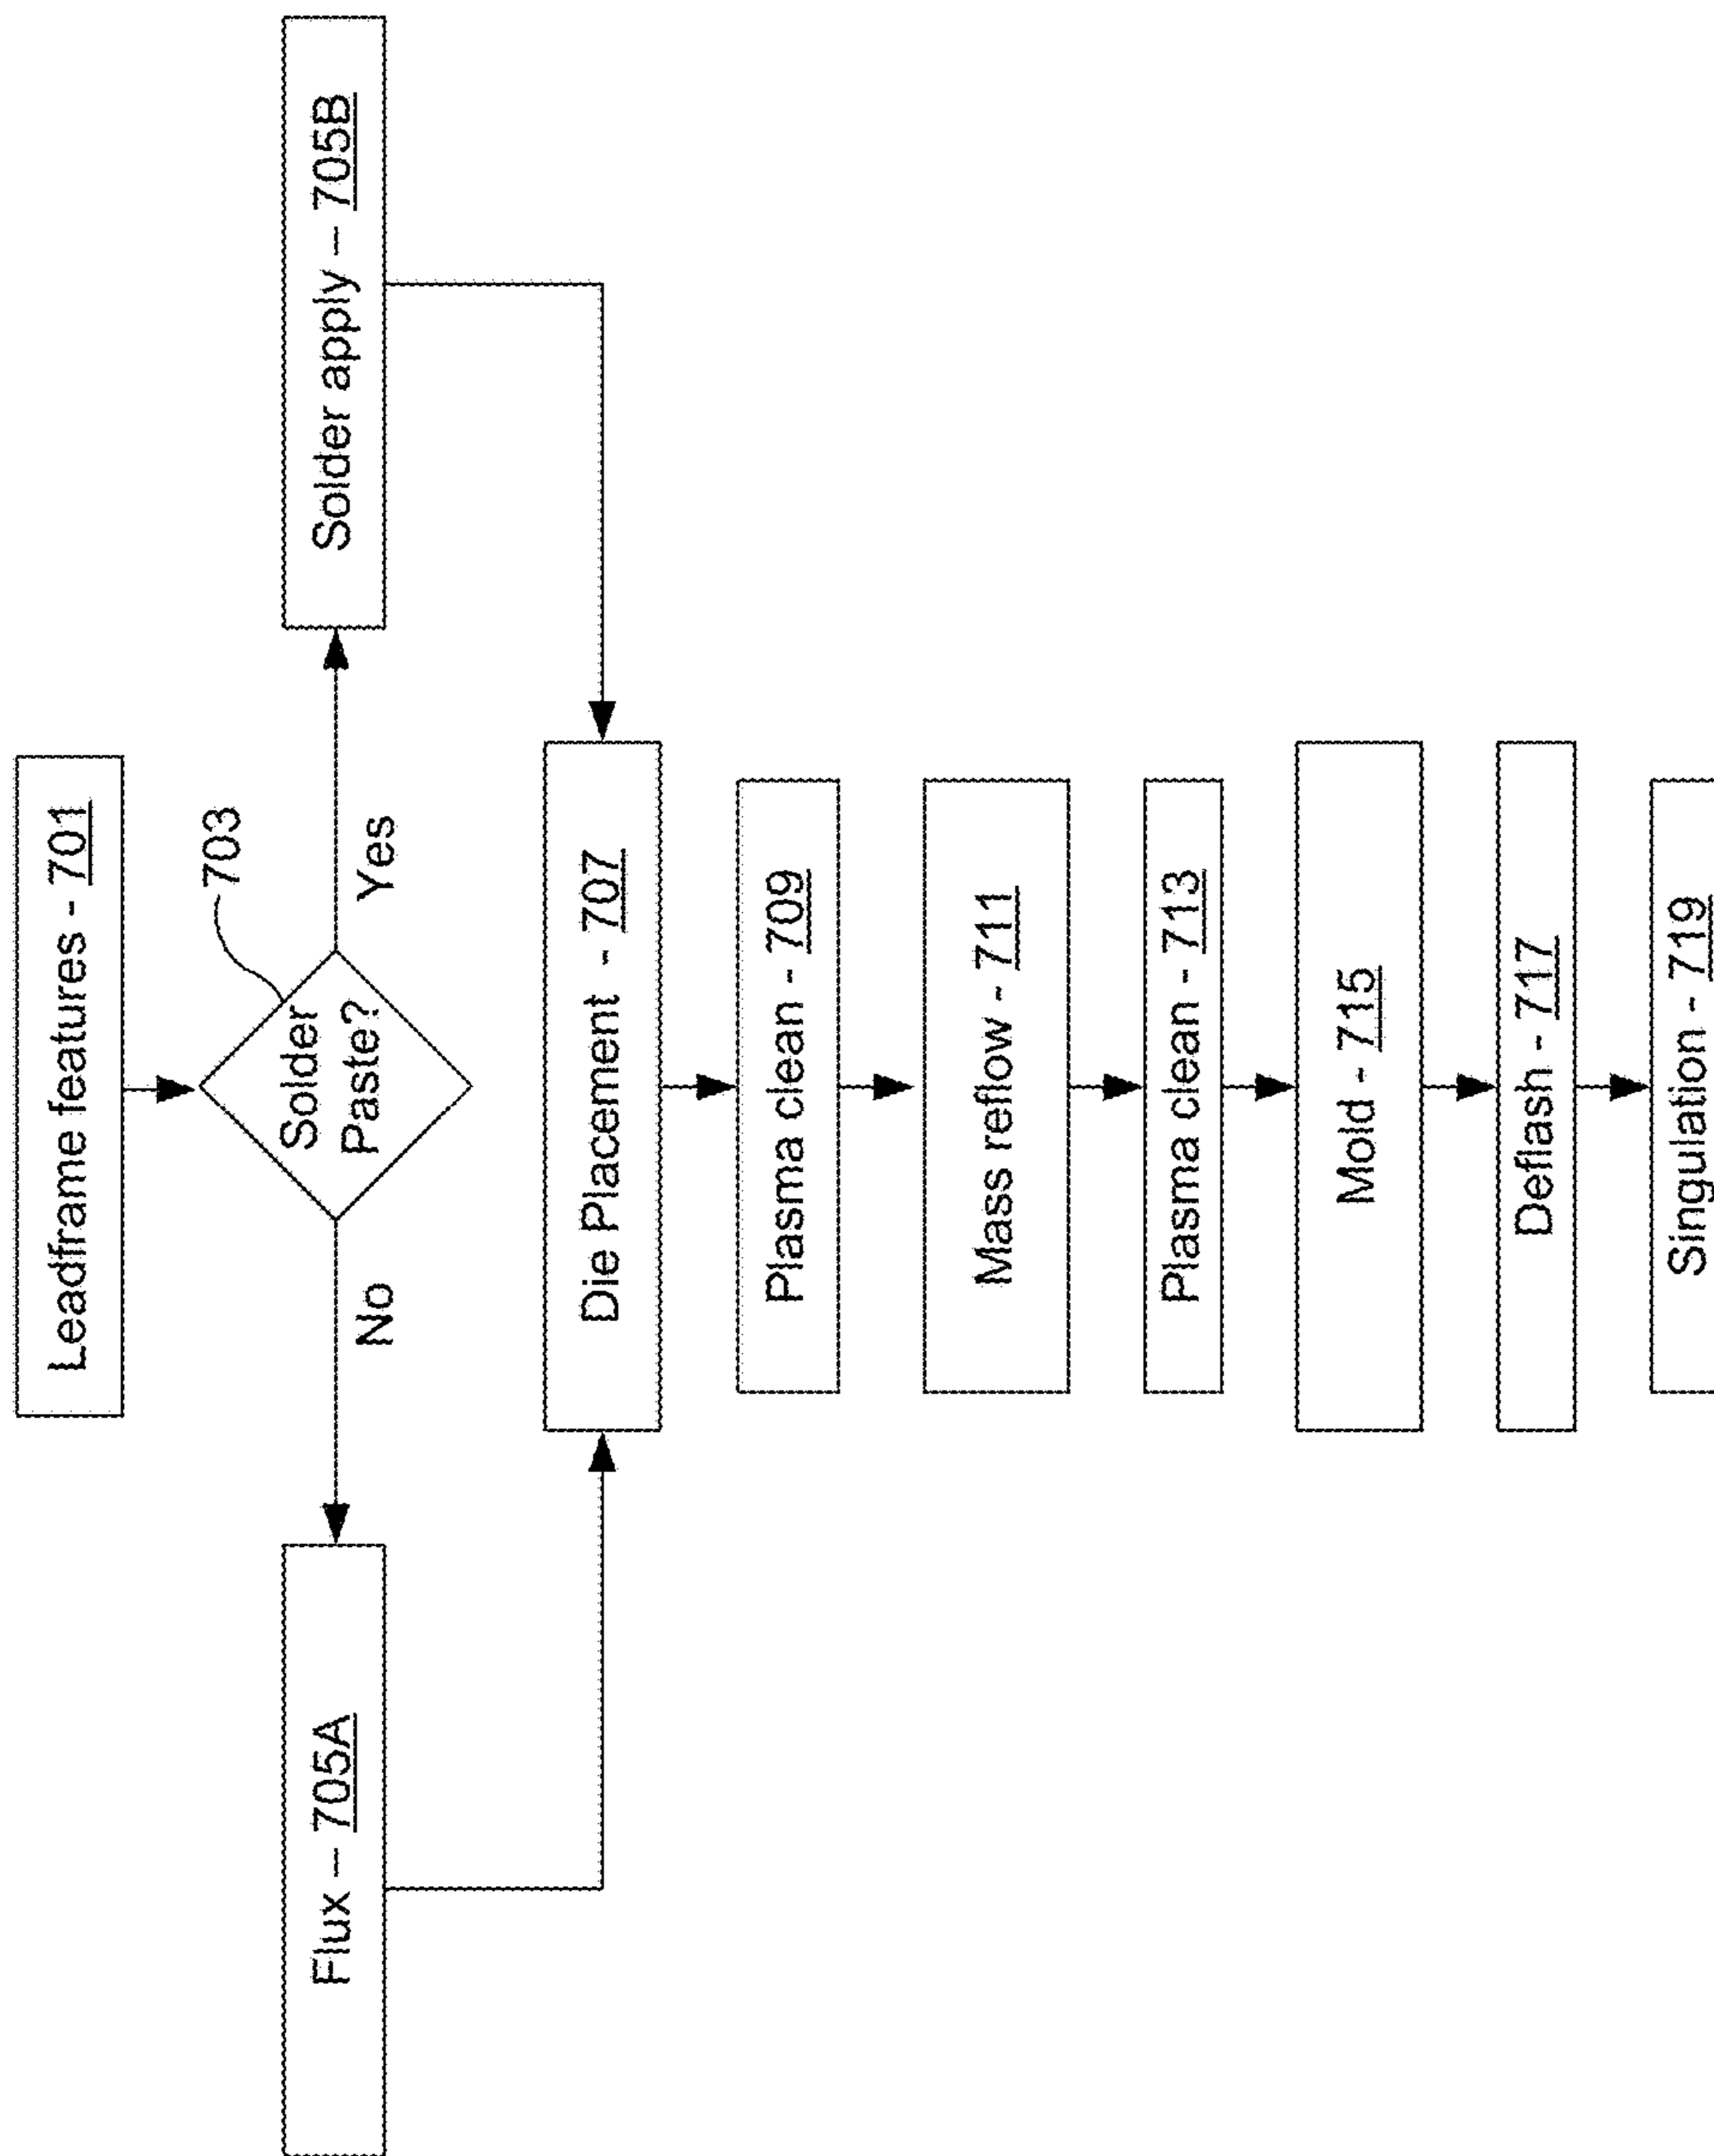 Leadframe features - 701
703
Solder
Paste?
No
Yes
Flux – 705A
Solder apply – 705B
Die Placement - 707
Plasma clean - 709
Mass reflow - 711
Plasma clean - 713
Mold - 715
Deflash - 717
Singulation - 719